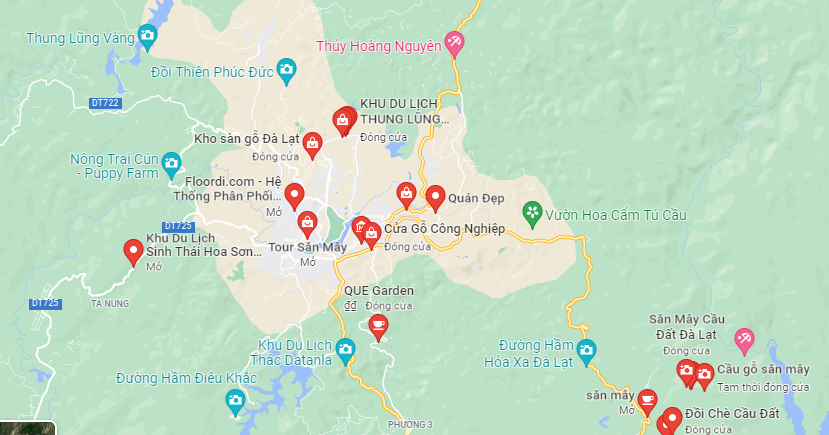 Thung Lũng Vàng
Thủy Hoàng Nguyên
Đồi Thiên Phúc Đức
DT722
KHU DU LỊCH
THUNG LŨNG...
Đóng cửa
Kho sàn gỗ Đà Lạt
Đóng cửa
Nông Trại Cún
- Puppy Farm
Floordi.com - Hệ
Thống Phân Phối...
Mở
Quán Đẹp
Vườn Hoa Cẩm Tú Cầu
DT725
Khu Du Lịch
Sinh Thái Hoa Sơn...
Mở
Cửa Gỗ Công Nghiệp
Đóng cửa
Tour Săn Mây
Mở
DT725
TÀ NUNG
QUE Garden
₫₫ Đóng cửa
Săn Mây Cầu
Đất Đà Lạt
Đóng cửa
Khu Du Lịch
Thác Datanla
Đường Hầm
Hỏa Xa Đà Lạt
Cầu gỗ săn mây
Tạm thời đóng cửa
Đường Hầm Điêu Khắc
săn mây
Mở
Đồi Chè Cầu Đất
Đóng cửa
PHƯỜNG 3